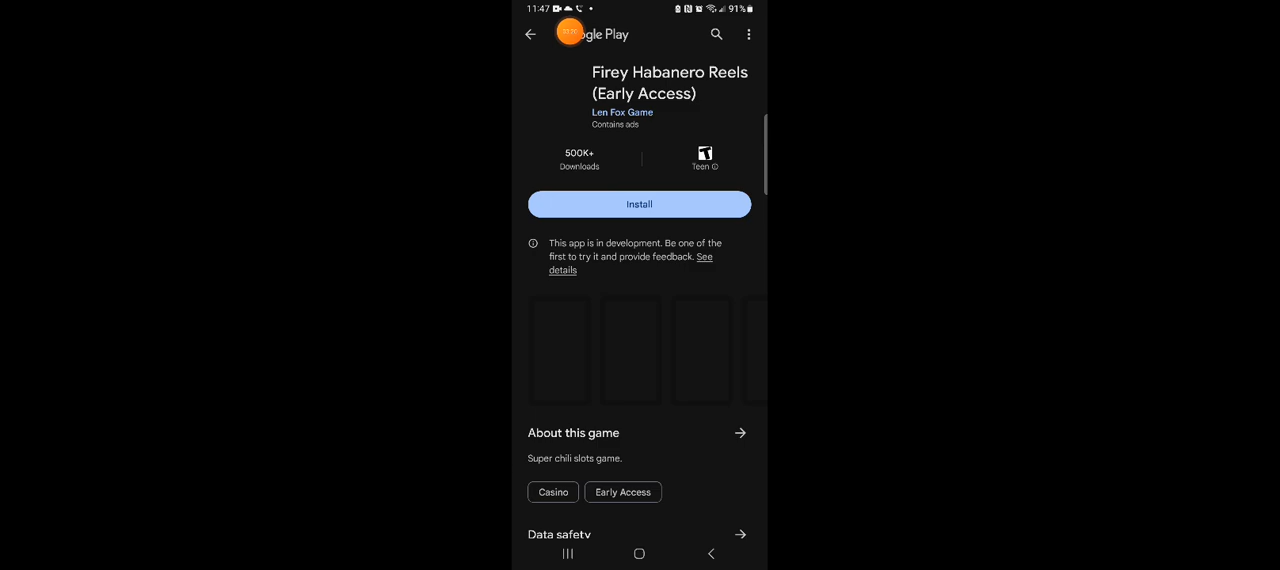 11:47
91%
ogle Play
Firey Habanero Reels
(Early Access)
Len Fox Game
Contains ads
500K+
Downloads
Teen
Install
This app is in development. Be one of the
first to try it and provide feedback. See
details
About this game
Super chili slots game.
Casino
Early Access
Data safety